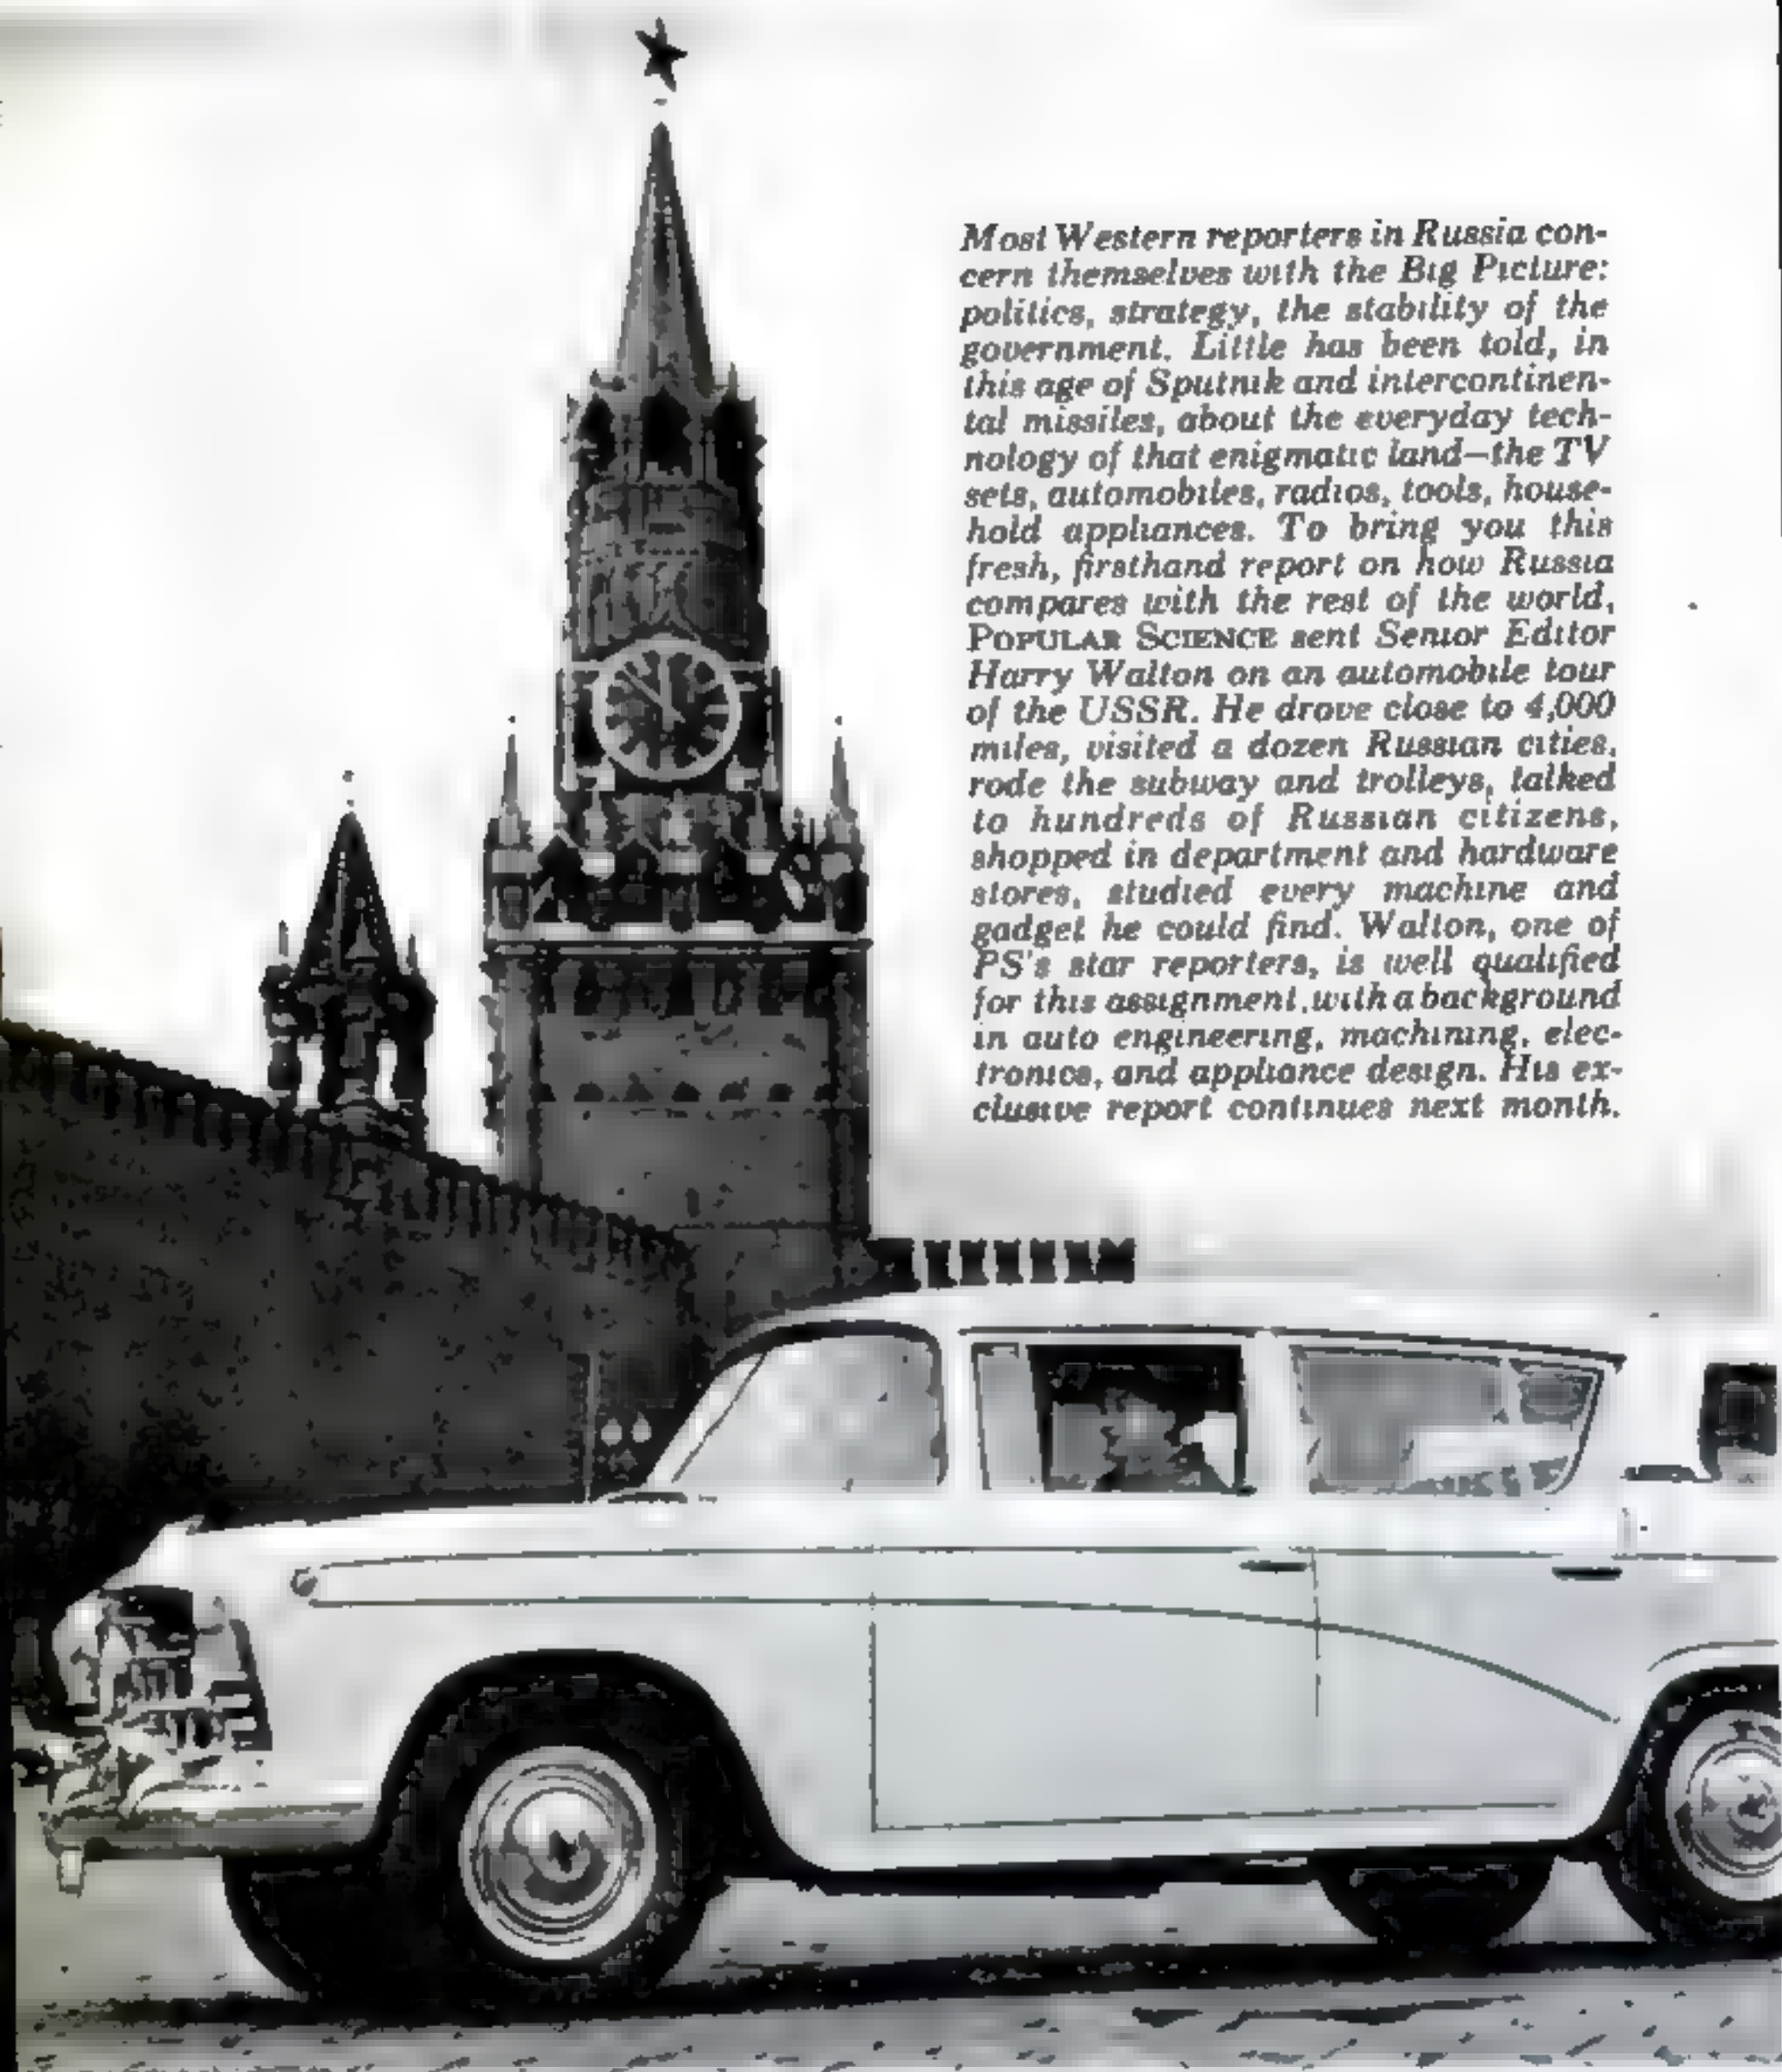 Most Western reporters in Russia con-
cern themselves with the Big Picture:
politics, strategy, the stability of the
government. Little has been told, in
this age of Sputnik and intercontinen-
tal missiles, about the everyday tech-
nology of that enigmatic land—the TV
sets, automobiles, radios, tools, house-
hold appliances. To bring you this
fresh, firsthand report on how Russia
compares with the rest of the world,
POPULAR SCIENCE sent Senior Editor
Harry Walton on an automobile tour
of the USSR. He drove close to 4,000
miles, visited a dozen Russian cities,
rode the subway and trolleys, talked
to hundreds of Russian citizens,
shopped in department and hardware
stores, studied every machine and
gadget he could find. Walton, one of
PS's star reporters, is well qualified
for this assignment, with a background
in auto engineering, machining, elec-
tronics, and appliance design. His ex-
clusive report continues next month.